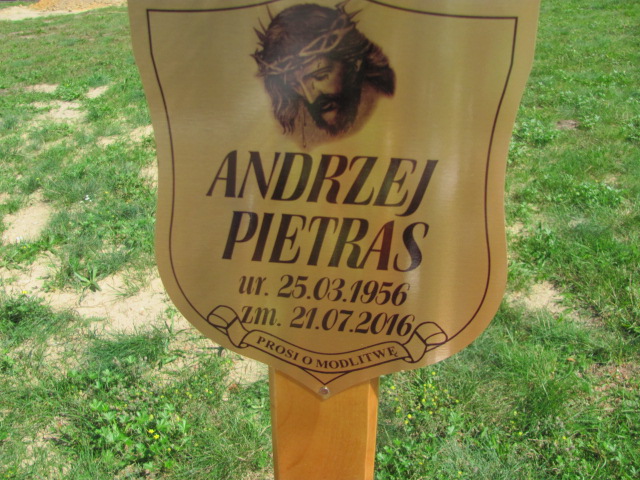 ANDRZEJ
PIETRAS
ur. 25.03.1956
zm. 21.07.2016
PROSI O MODLITWĘ